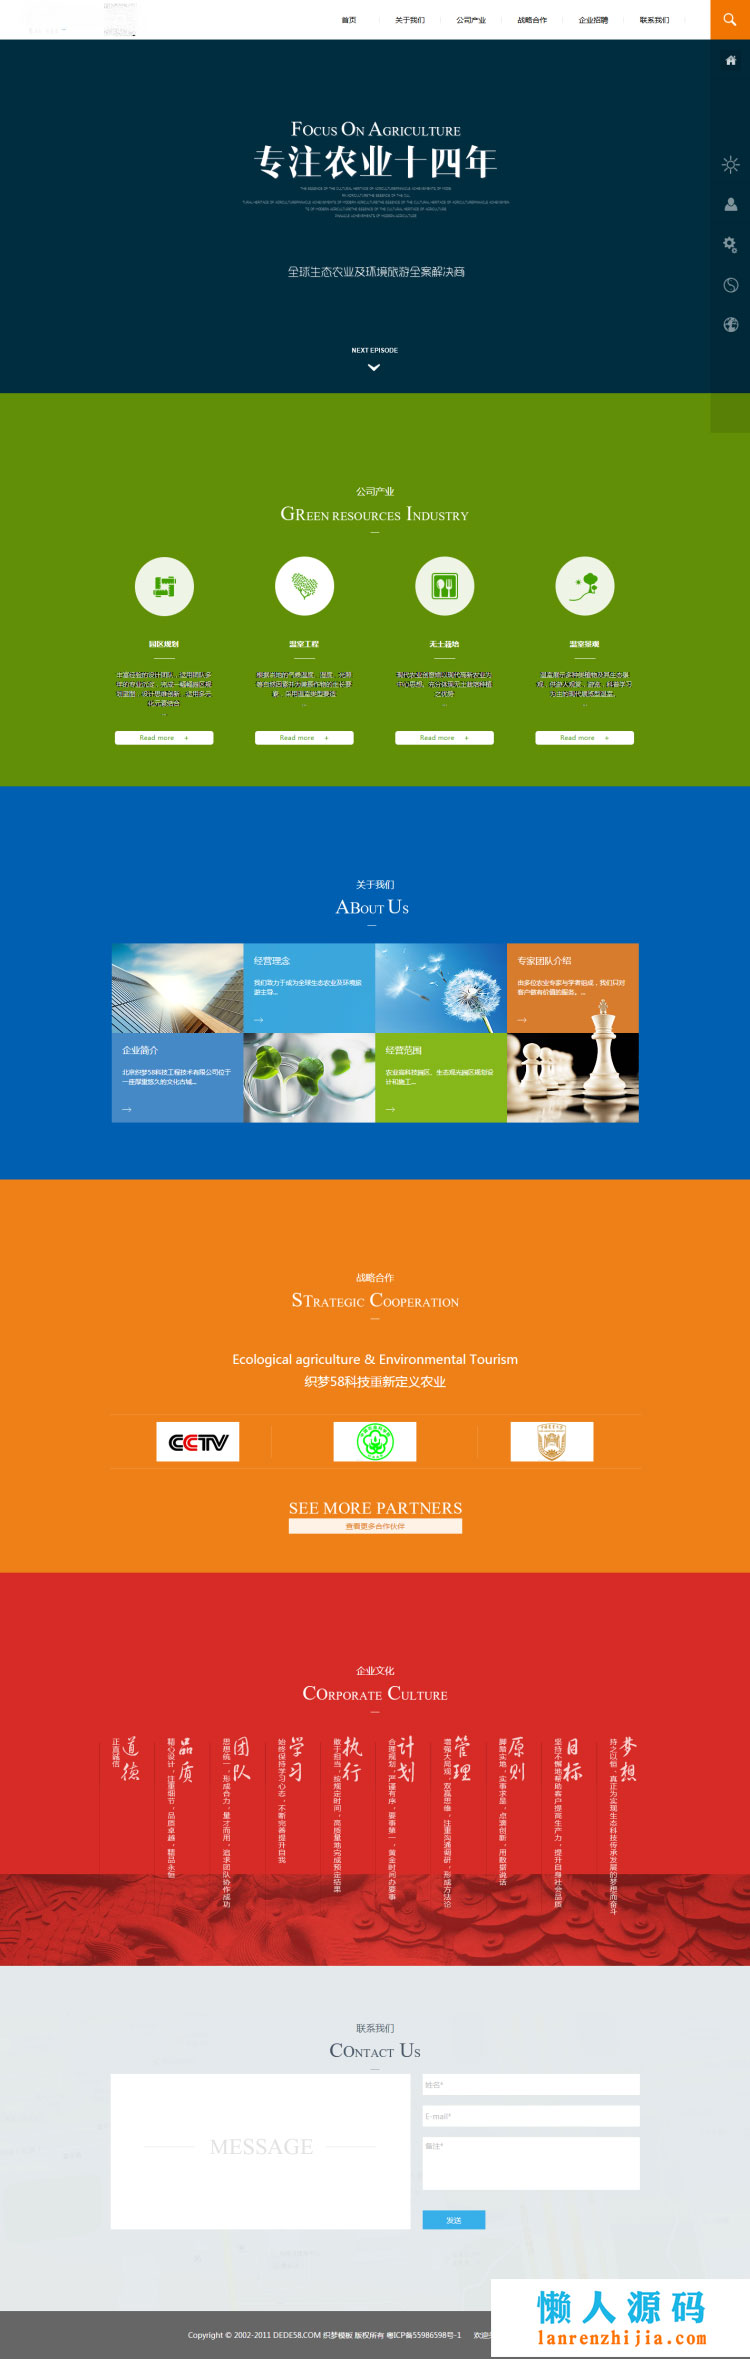 首页 关于我们 公司产业 战略合作 企业招聘 联系我们
FOCUS ON AGRICULTURE
专注农业十四年
全球生态农业及环境旅游全案解决商
NEXT EPISODE
公司产业
GREEN RESOURCES INDUSTRY
园区规划 温室工程 无土栽培 温室景观
Read more + Read more + Read more + Read more +
关于我们
ABOUT US
经营理念
我们致力于成为全球生态农业及环境旅
游主导...
专家团队介绍
由多位农业专家与学者组成，我们只对
客户做有价值的服务。...
企业简介
北京织梦58科技工程技术有限公司位于
一座厚重悠久的文化古城...
经营范围
农业高科技园区、生态观光园区规划设
计和施工...
战略合作
STRATEGIC COOPERATION
Ecological agriculture & Environmental Tourism
织梦58科技重新定义农业
CCTV
SEE MORE PARTNERS
查看更多合作伙伴
企业文化
CORPORATE CULTURE
道德
正直诚信
品质
精心设计，注重细节，品质卓越，精品永恒
团队
思想统一，形成合力，量才而用，追求团队协作成功
学习
始终保持学习心态，不断完善提升自我
执行
敢于担当，按规定时间，高质量地完成预定结果
计划
合理规划，严谨有序，要事第一，黄金时间办要事
管理
增强大局观，双赢思维，注重沟通调研，形成方法论
原则
脚踏实地，实事求是，点滴创新，用数据说话
目标
坚持不懈地帮助客户提高生产力，提升自身社会品质
梦想
持之以恒，真正为实现生态科技传承发展的梦想而奋斗
联系我们
CONTACT US
MESSAGE
姓名*
E-mail*
备注*
发送
Copyright © 2002-2011 DEDE58.COM 织梦模板 版权所有 粤ICP备55986598号-1
懒人源码
lanrenzhijia.com